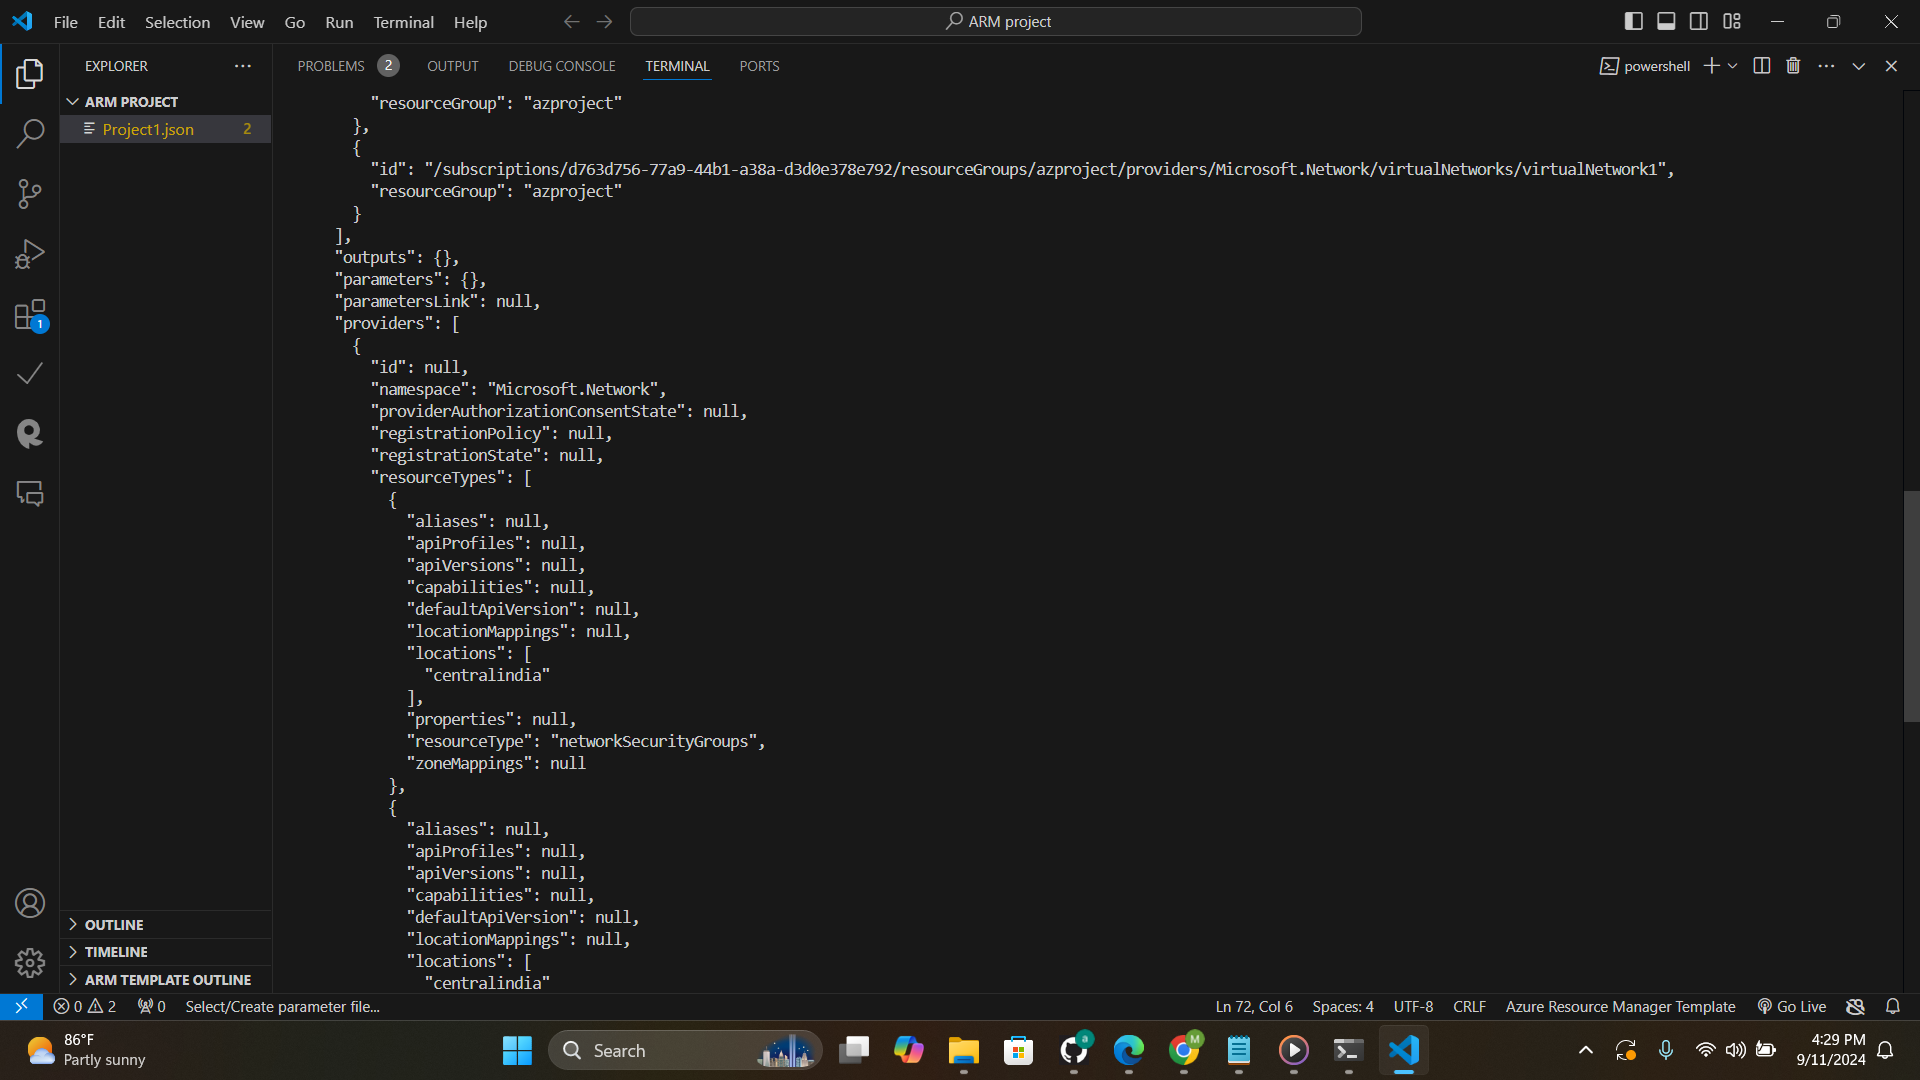 File Edit Selection View Go Run Terminal Help
ARM project
EXPLORER
ARM PROJECT
Project1.json 2
1
OUTLINE
TIMELINE
ARM TEMPLATE OUTLINE
PROBLEMS 2 OUTPUT DEBUG CONSOLE TERMINAL PORTS
powershell
"resourceGroup": "azproject"
},
{
"id": "/subscriptions/d763d756-77a9-44b1-a38a-d3d0e378e792/resourceGroups/azproject/providers/Microsoft.Network/virtualNetworks/virtualNetwork1",
"resourceGroup": "azproject"
}
],
"outputs": {},
"parameters": {},
"parametersLink": null,
"providers": [
{
"id": null,
"namespace": "Microsoft.Network",
"providerAuthorizationConsentState": null,
"registrationPolicy": null,
"registrationState": null,
"resourceTypes": [
{
"aliases": null,
"apiProfiles": null,
"apiVersions": null,
"capabilities": null,
"defaultApiVersion": null,
"locationMappings": null,
"locations": [
"centralindia"
],
"properties": null,
"resourceType": "networkSecurityGroups",
"zoneMappings": null
},
{
"aliases": null,
"apiProfiles": null,
"apiVersions": null,
"capabilities": null,
"defaultApiVersion": null,
"locationMappings": null,
"locations": [
"centralindia"
0 2 0 Select/Create parameter file... Ln 72, Col 6 Spaces: 4 UTF-8 CRLF Azure Resource Manager Template Go Live
86°F
Partly sunny
Search
a
M
4:29 PM
9/11/2024